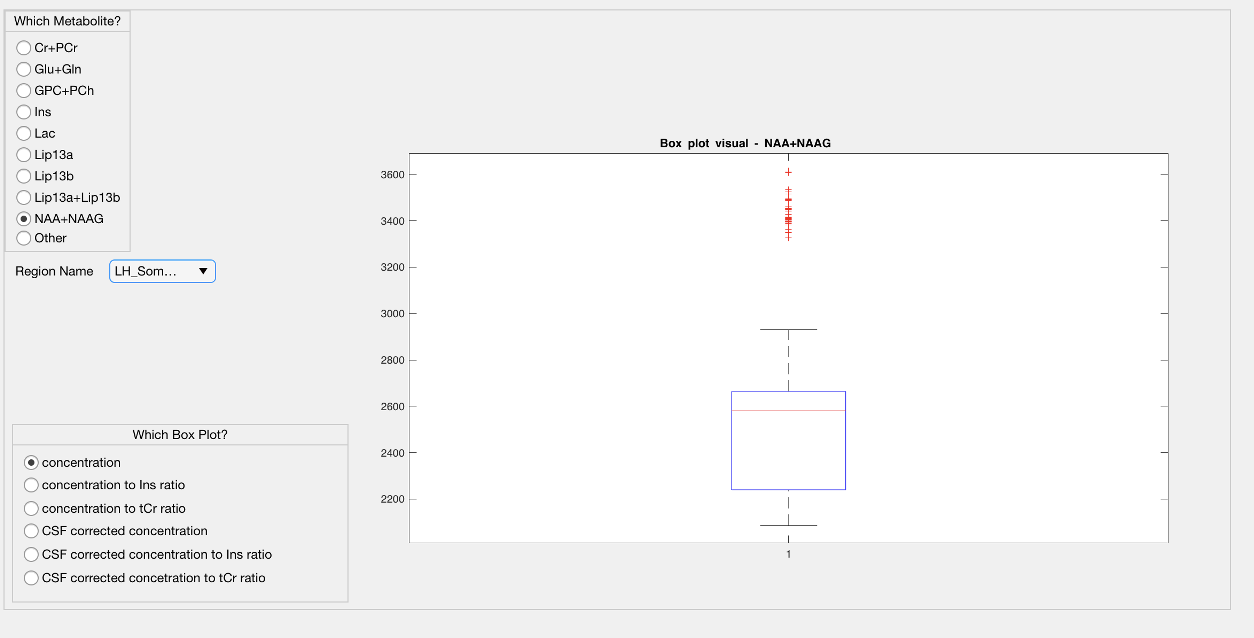 Which Metabolite?
Cr+PCr
Glu+Gln
GPC+PCh
Ins
Lac
Lip13a
Lip13b
Lip13a+Lip13b
NAA+NAAG
Other
Region Name LH_Som... ▼
Which Box Plot?
concentration
concentration to Ins ratio
concentration to tCr ratio
CSF corrected concentration
CSF corrected concentration to Ins ratio
CSF corrected concetration to tCr ratio
Box plot visual - NAA+NAAG
3600
3400
3200
3000
2800
2600
2400
2200
1